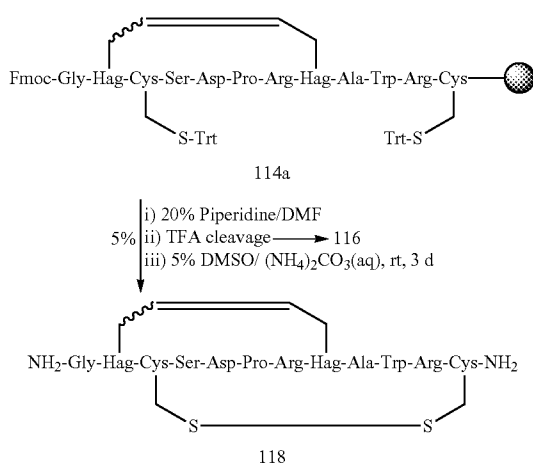 Fmoc-Gly-Hag-Cys-Ser-Asp-Pro-Arg-Hag-Ala-Trp-Arg-Cys
S-Trt
Trt-S
114a
5%
i) 20% Piperidine/DMF
ii) TFA cleavage → 116
iii) 5% DMSO/ (NH4)2CO3(aq), rt, 3 d
NH2-Gly-Hag-Cys-Ser-Asp-Pro-Arg-Hag-Ala-Trp-Arg-Cys-NH2
S
S
118